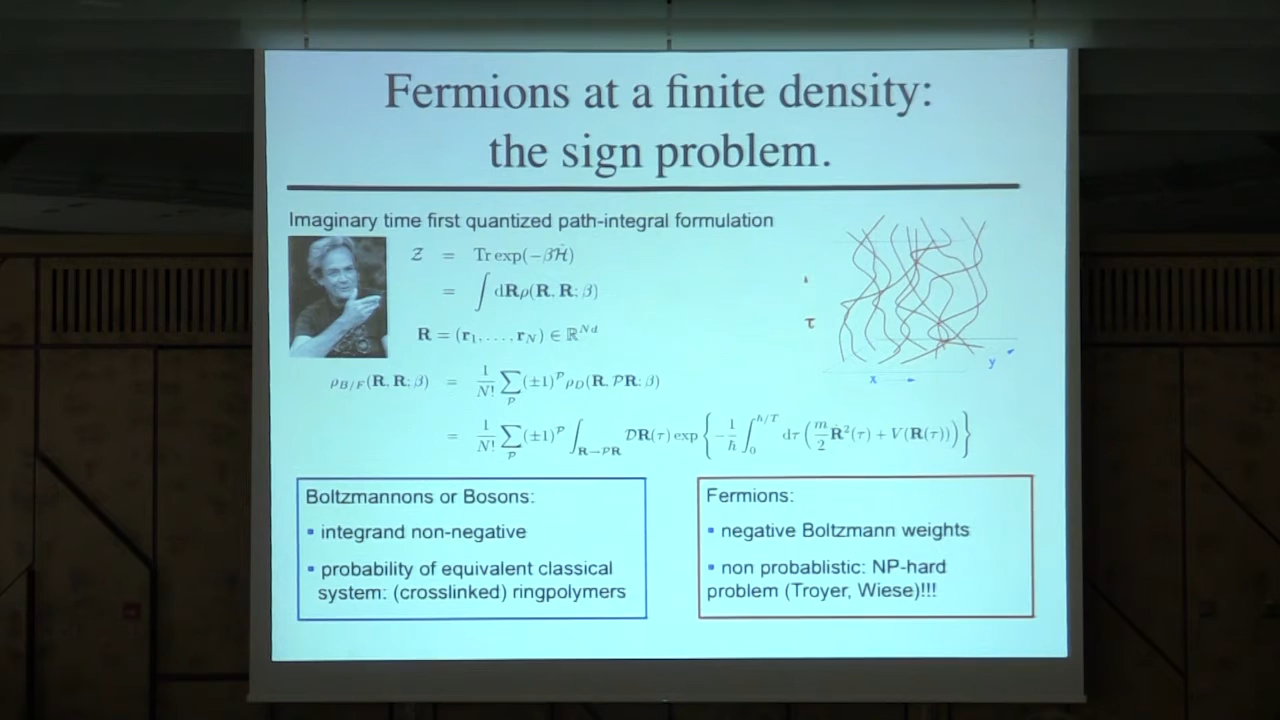 Fermions at a finite density:
the sign problem.
Imaginary time first quantized path-integral formulation
𝒵 = Tr exp(−βℋ̂)
= ∫ dRρ(R, R; β)
R = (r₁, . . . , r_N) ∈ ℝ^{Nd}
ρ_{B/F}(R, R; β) = 1/N! ∑_𝒫 (±1)^𝒫 ρ_D(R, 𝒫R; β)
= 1/N! ∑_𝒫 (±1)^𝒫 ∫_{R→𝒫R} 𝒟R(τ) exp { −1/ħ ∫_0^{ħ/T} dτ ( m/2 Ṙ²(τ) + V(R(τ)) ) }
τ
x
y
Boltzmannons or Bosons:
▪ integrand non-negative
▪ probability of equivalent classical
system: (crosslinked) ringpolymers
Fermions:
▪ negative Boltzmann weights
▪ non probablistic: NP-hard
problem (Troyer, Wiese)!!!